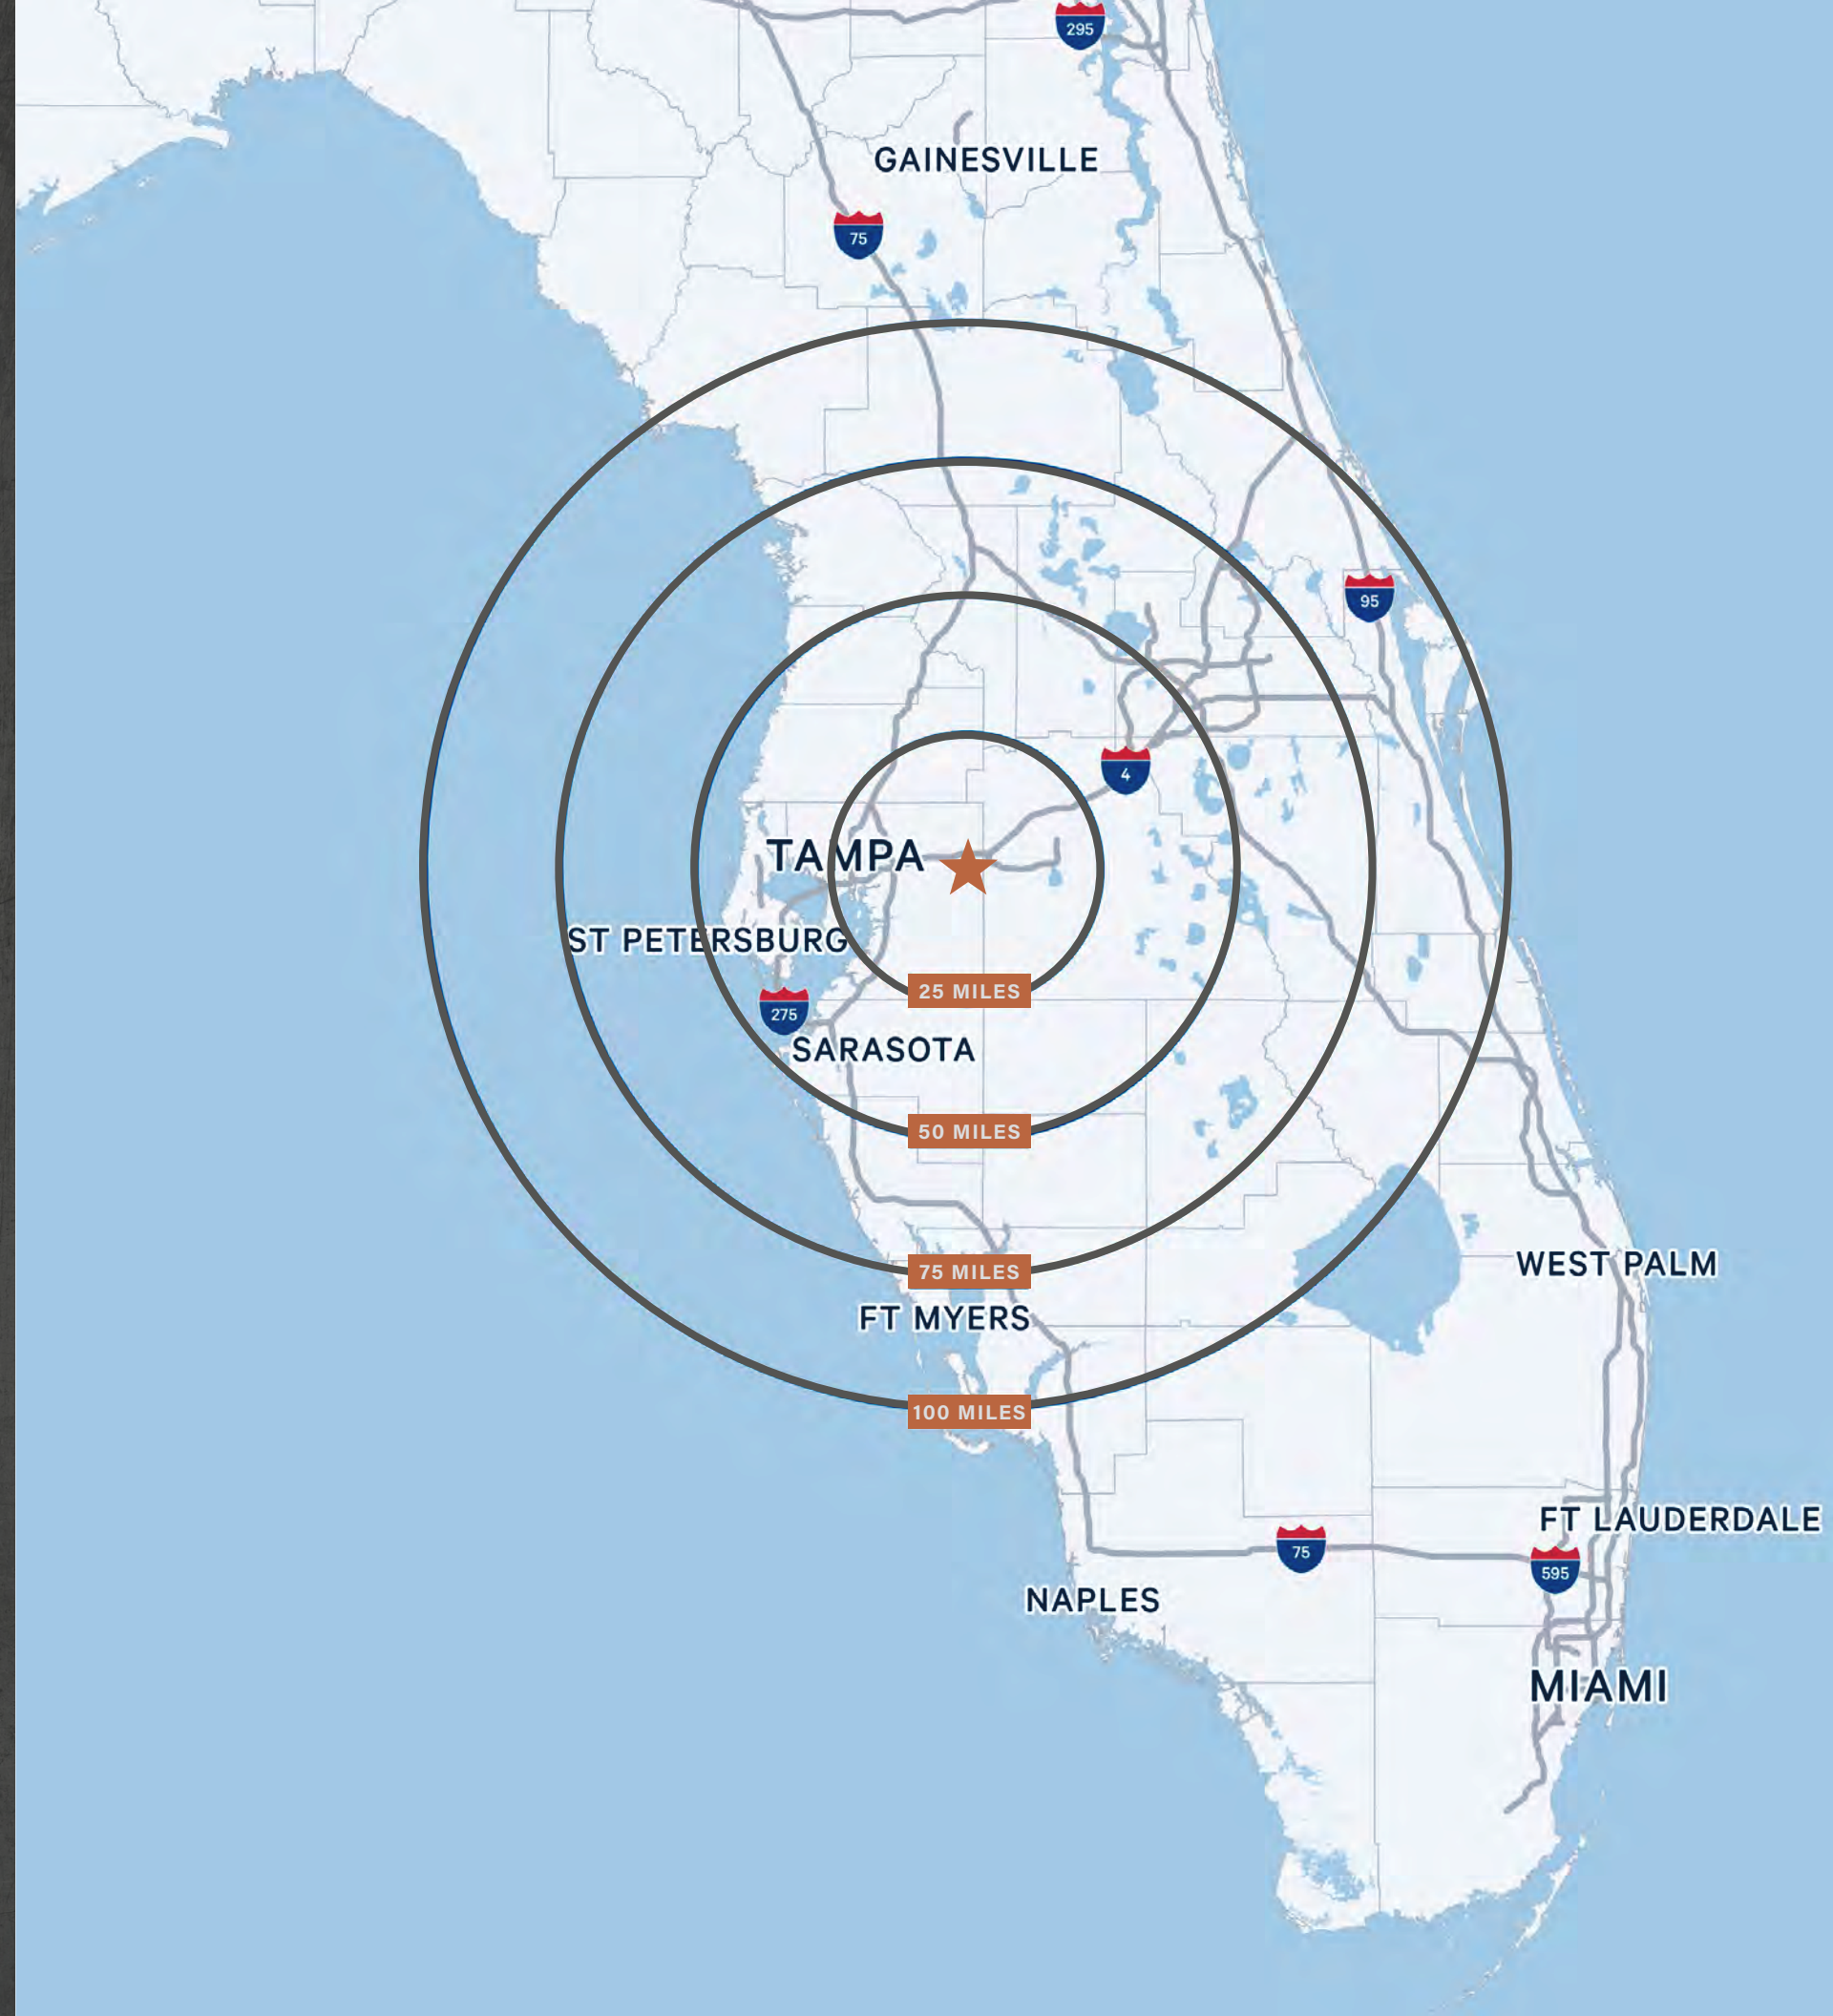 295
GAINESVILLE
75
95
4
TAMPA
ST PETERSBURG
25 MILES
275
SARASOTA
50 MILES
WEST PALM
75 MILES
FT MYERS
100 MILES
FT LAUDERDALE
75
595
NAPLES
MIAMI